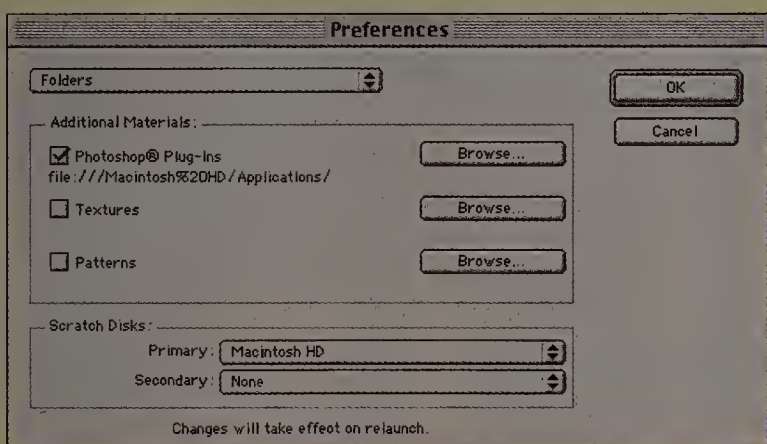 Preferences
Folders
OK
Cancel
Additional Materials:
Photoshop® Plug-Ins
Browse...
file:///Macintosh%20HD/Applications/
Textures
Browse...
Patterns
Browse...
Scratch Disks:
Primary: Macintosh HD
Secondary: None
Changes will take effect on relaunch.